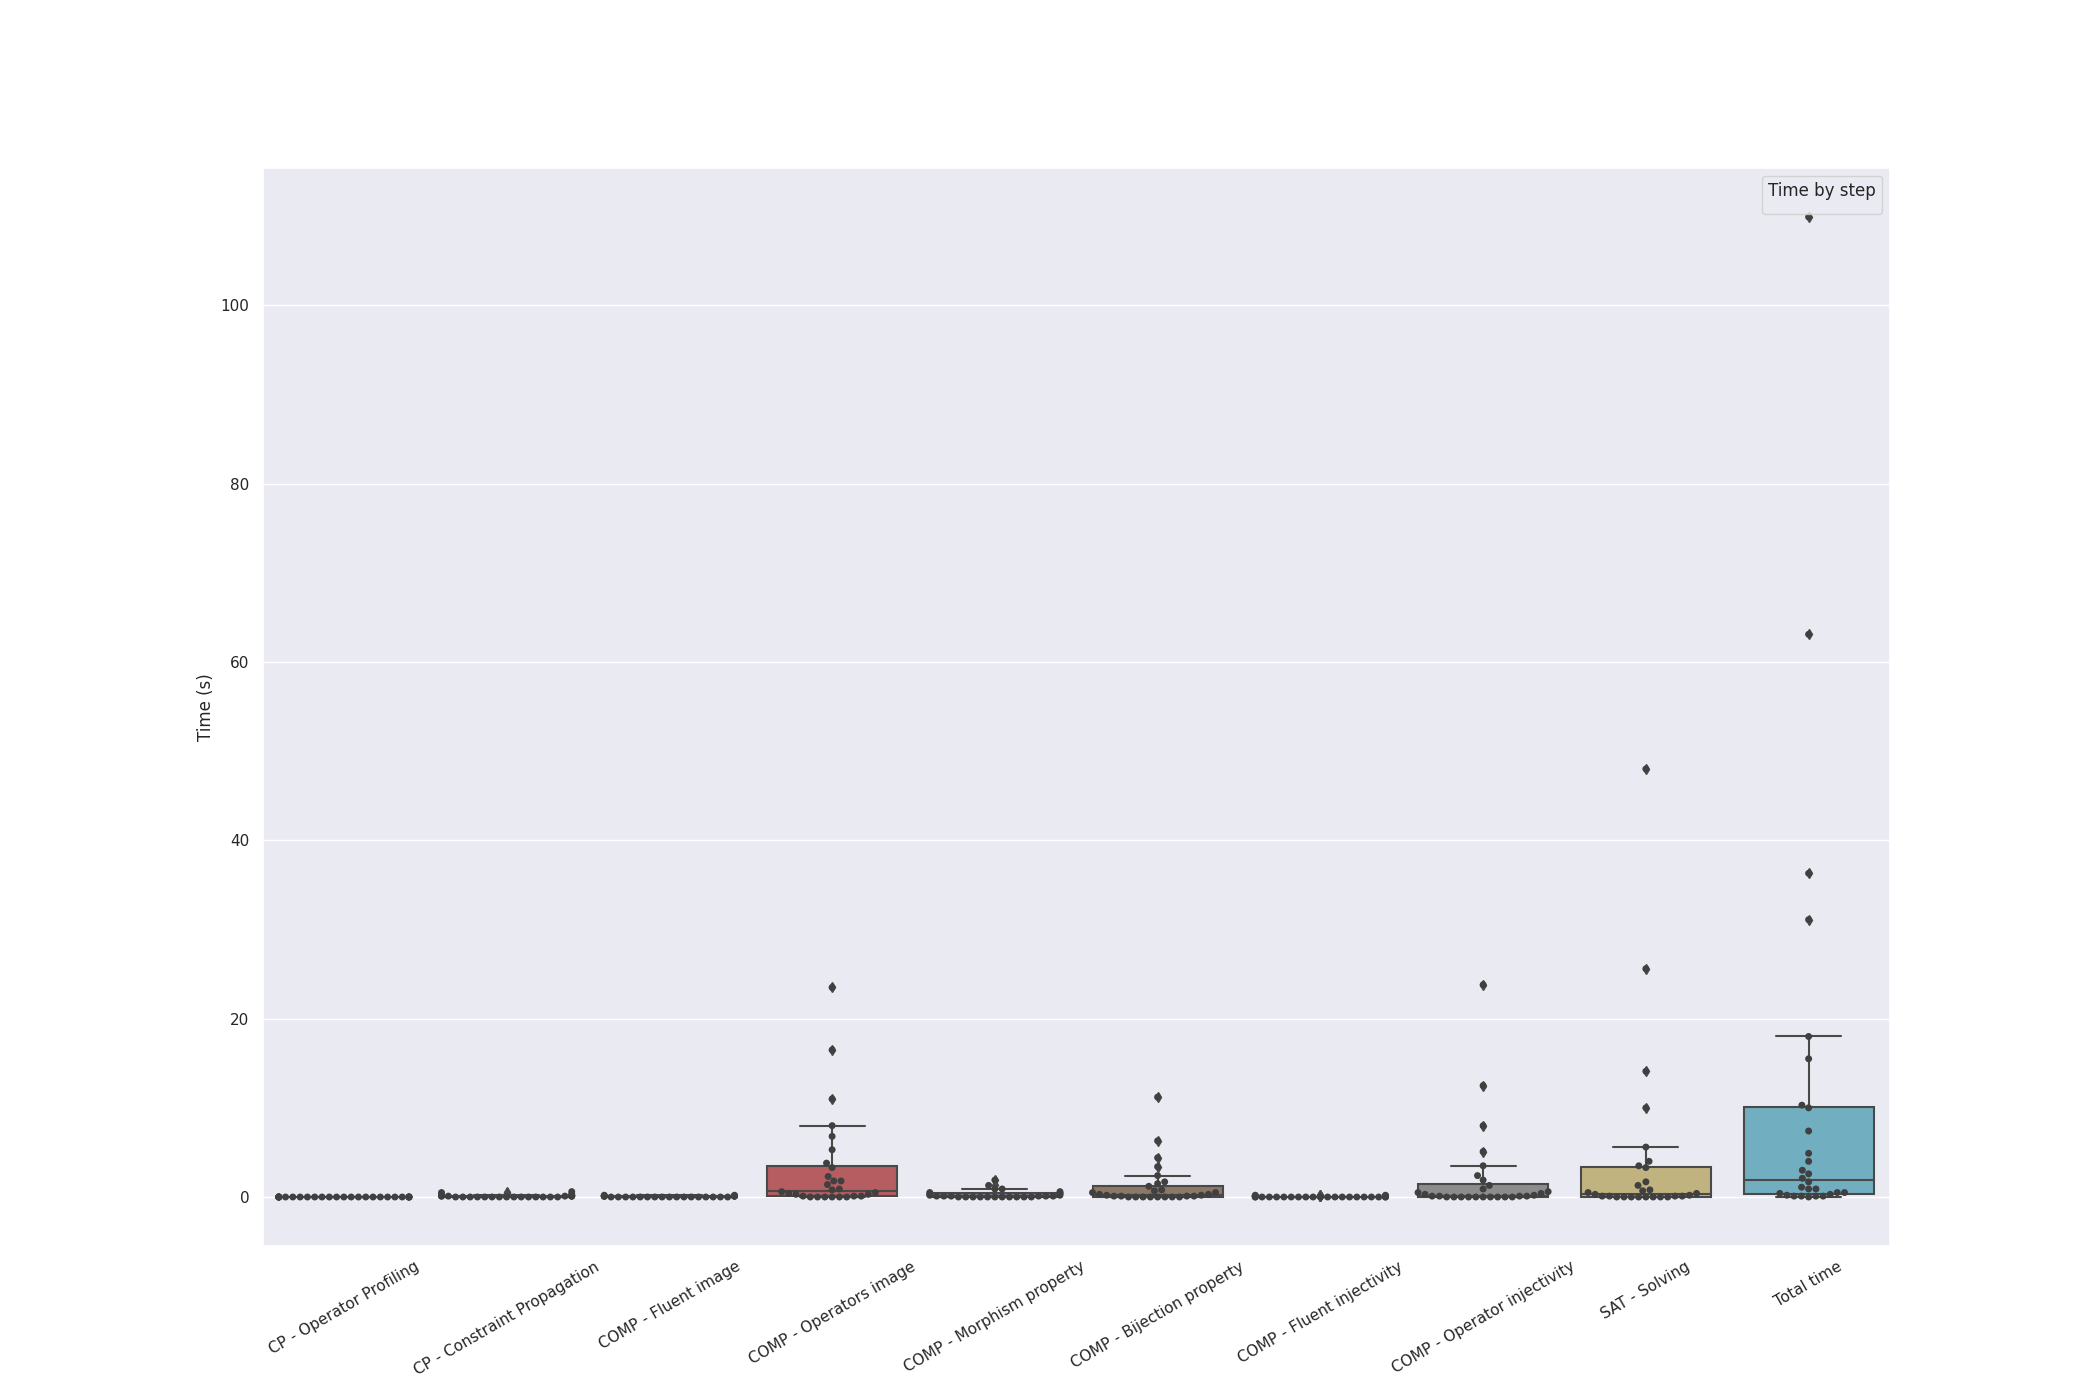 Time by step
100
80
60
40
20
0
Time (s)
CP - Operator Profiling
CP - Constraint Propagation
COMP - Fluent image
COMP - Operators image
COMP - Morphism property
COMP - Bijection property
COMP - Fluent injectivity
COMP - Operator injectivity
SAT - Solving
Total time